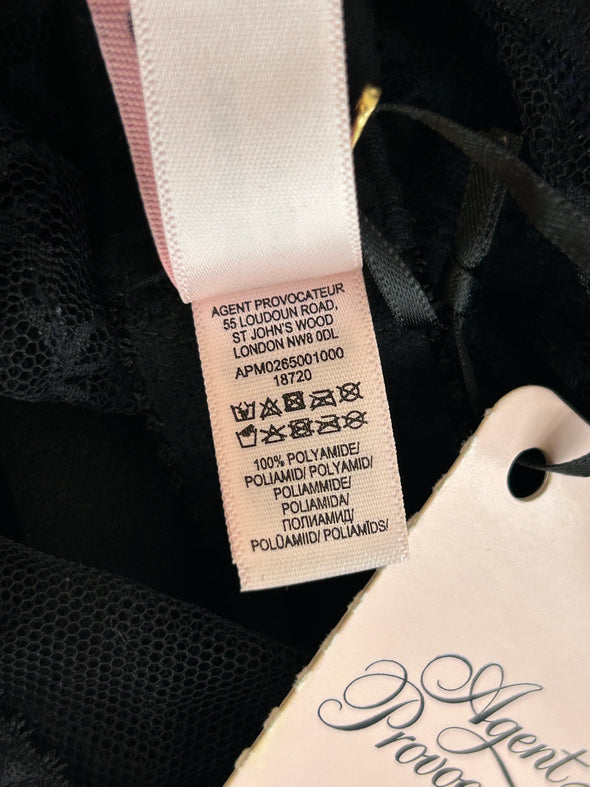 AGENT PROVOCATEUR
55 LOUDOUN ROAD,
ST JOHN'S WOOD
LONDON NW8 0DL
APM0265001000
18720
100% POLYAMIDE/
POLIAMID/ POLYAMID/
POLIAMMIDE/
POLIAMIDA/
ПОЛИАМИД/
POLÜAMIID/ POLIAMĪDS/
Agent